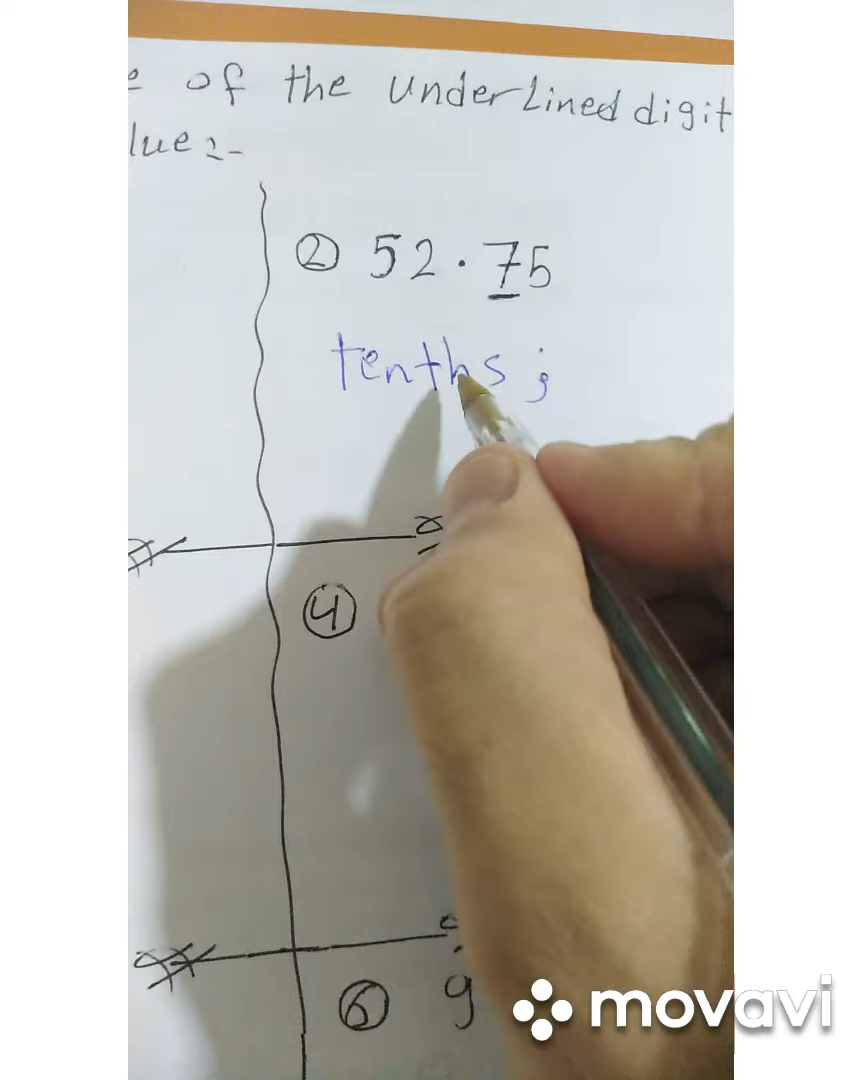 of the underlined digit
lue :-
② 52.75
tenths ;
④
⑥ 9
movavi